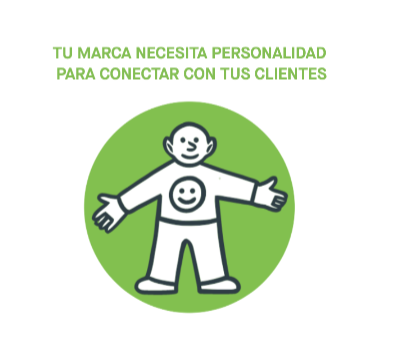 TU MARCA NECESITA PERSONALIDAD
PARA CONECTAR CON TUS CLIENTES